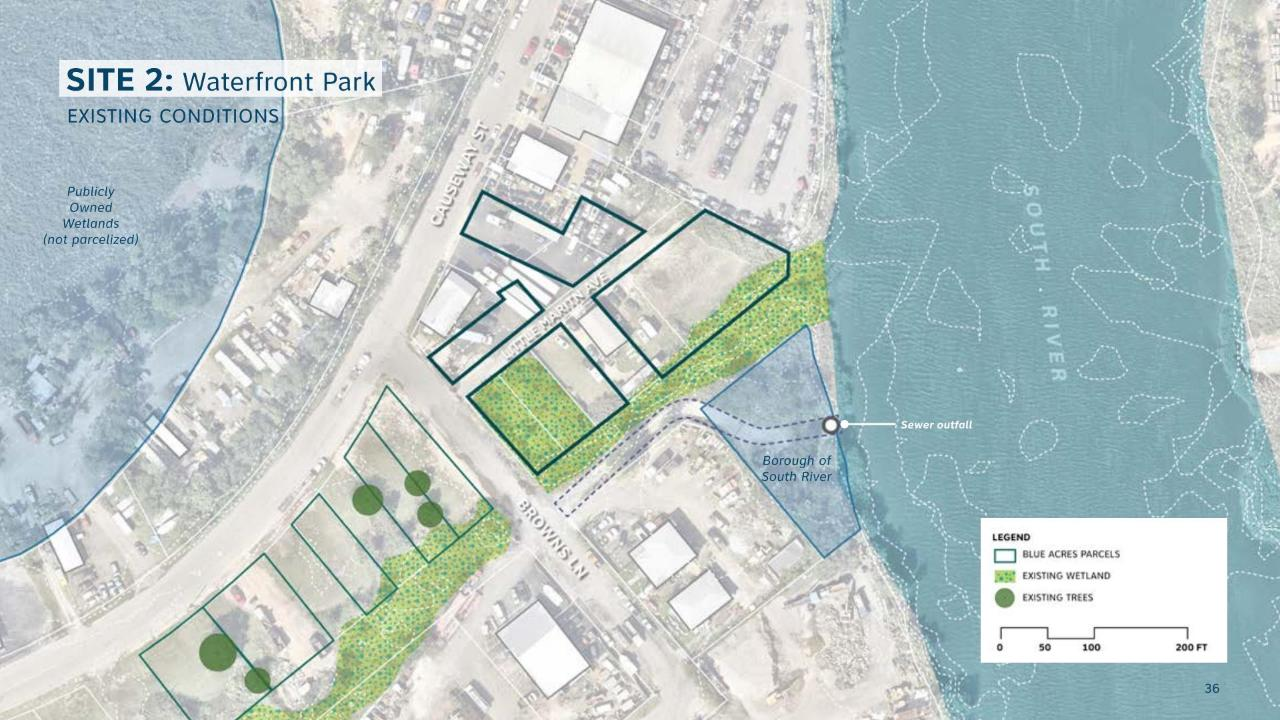 SITE 2: Waterfront Park
EXISTING CONDITIONS
Publicly
Owned
Wetlands
(not parcelized)
CAUSEWAY ST
LITTLE MARTIN AVE
BROWNS LN
SOUTH RIVER
Sewer outfall
Borough of
South River
LEGEND
BLUE ACRES PARCELS
EXISTING WETLAND
EXISTING TREES
0 50 100 200 FT
36